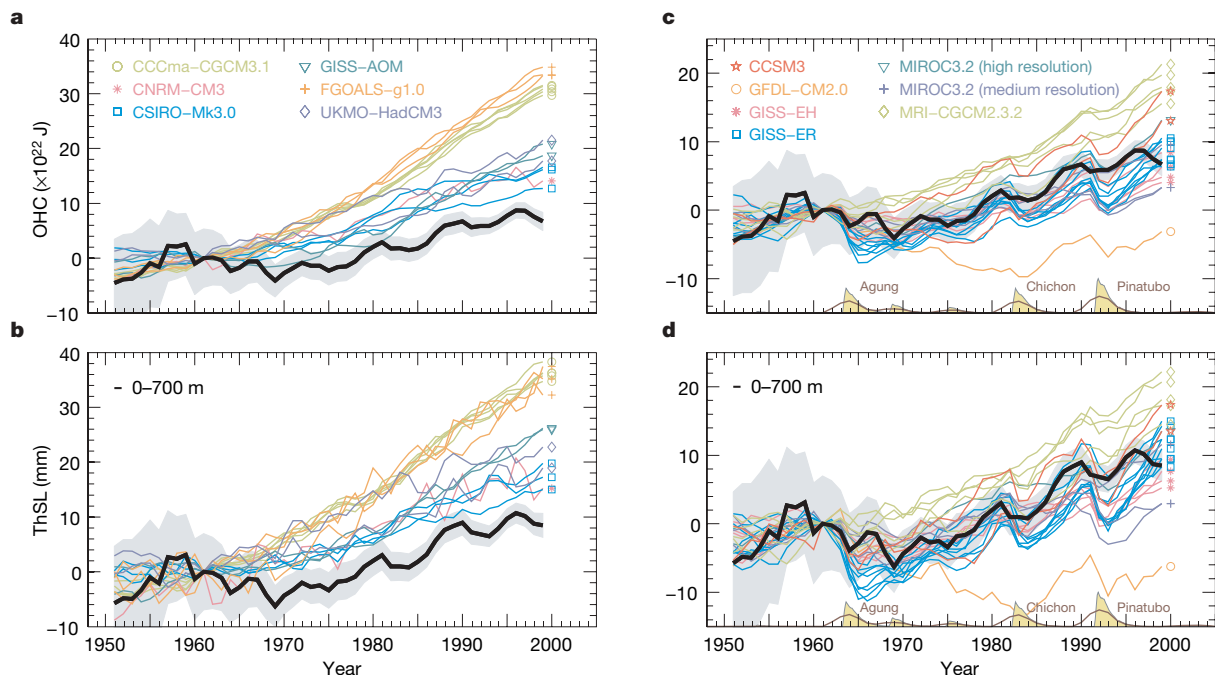 a
OHC (×10²² J)
40
30
20
10
0
−10
CCCma−CGCM3.1
CNRM−CM3
CSIRO−Mk3.0
GISS−AOM
FGOALS−g1.0
UKMO−HadCM3
b
ThSL (mm)
40
30
20
10
0
−10
− 0–700 m
1950 1960 1970 1980 1990 2000
Year
c
20
10
0
−10
CCSM3
GFDL−CM2.0
GISS−EH
GISS−ER
MIROC3.2 (high resolution)
MIROC3.2 (medium resolution)
MRI−CGCM2.3.2
Agung Chichon Pinatubo
d
20
10
0
−10
− 0–700 m
Agung Chichon Pinatubo
1950 1960 1970 1980 1990 2000
Year